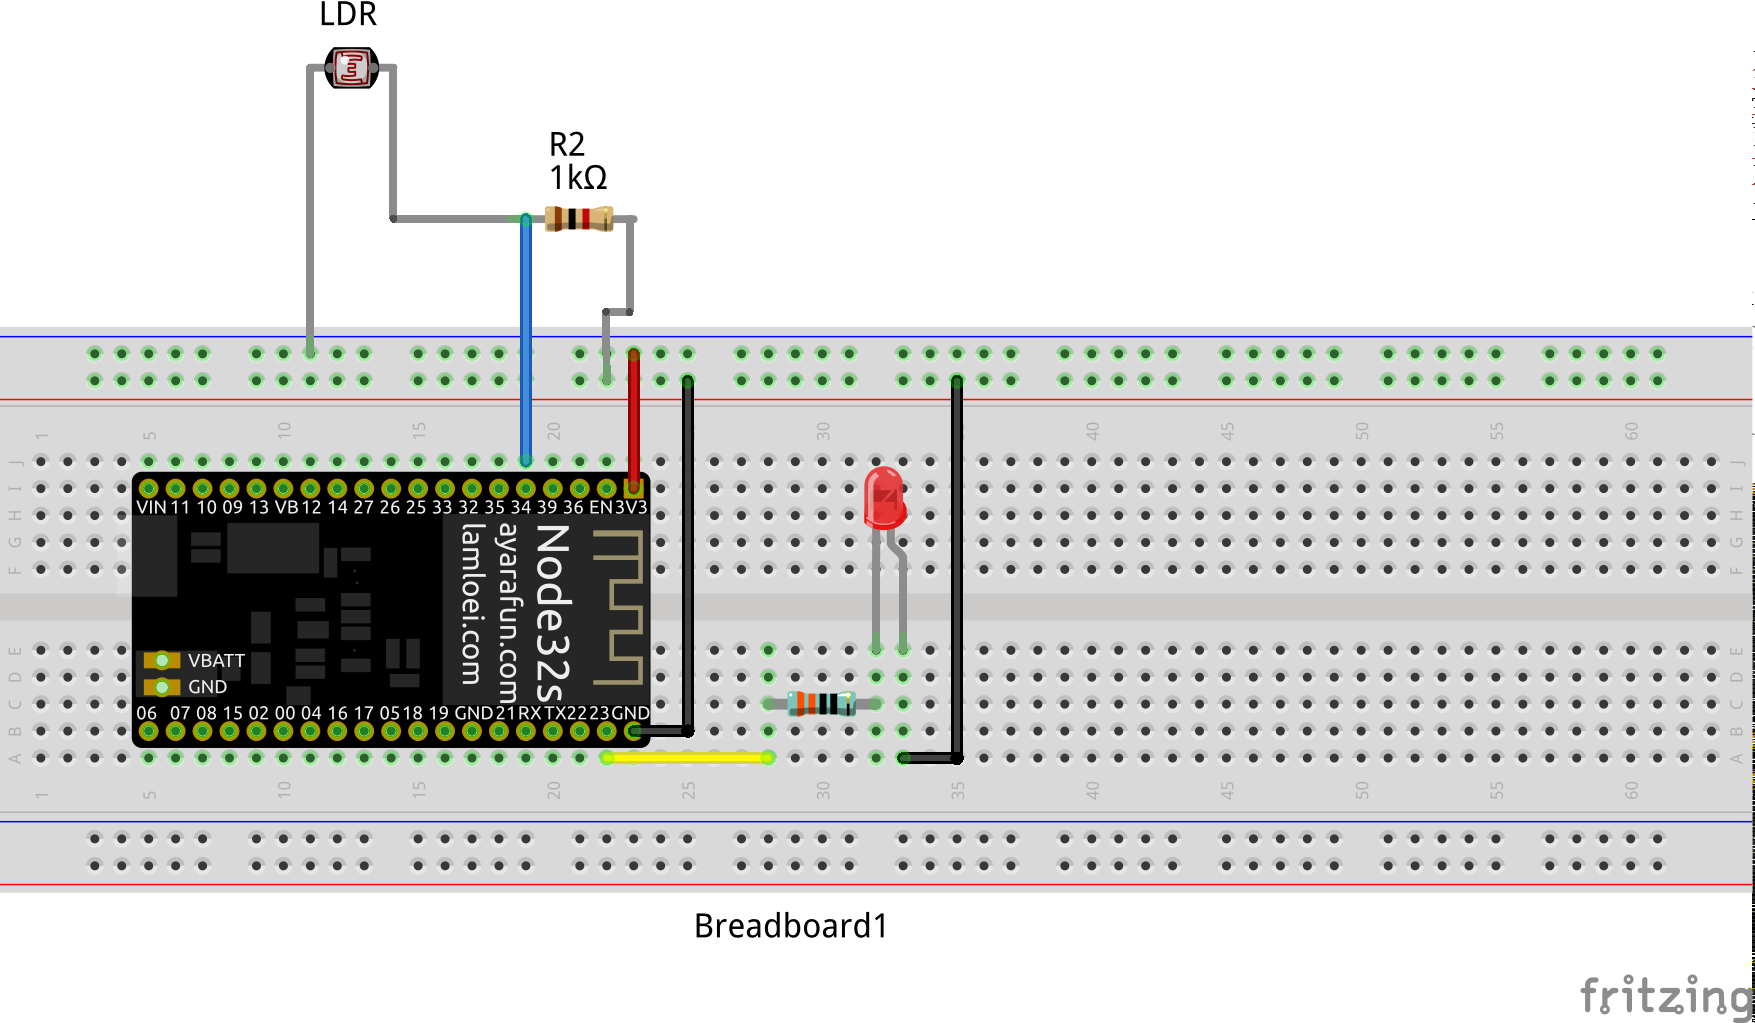 LDR
R2
1kΩ
1 5 10 15 20 25 30 35 40 45 50 55 60
J J
I I
H H
G G
F F
VIN 11 10 09 13 VB 12 14 27 26 25 33 32 35 34 39 36 EN 3V3
Node32s
ayarafun.com
lamloei.com
VBATT
GND
06 07 08 15 02 00 04 16 17 05 18 19 GND 21 RX TX 22 23 GND
E E
D D
C C
B B
A A
1 5 10 15 20 25 30 35 40 45 50 55 60
Breadboard1
fritzing